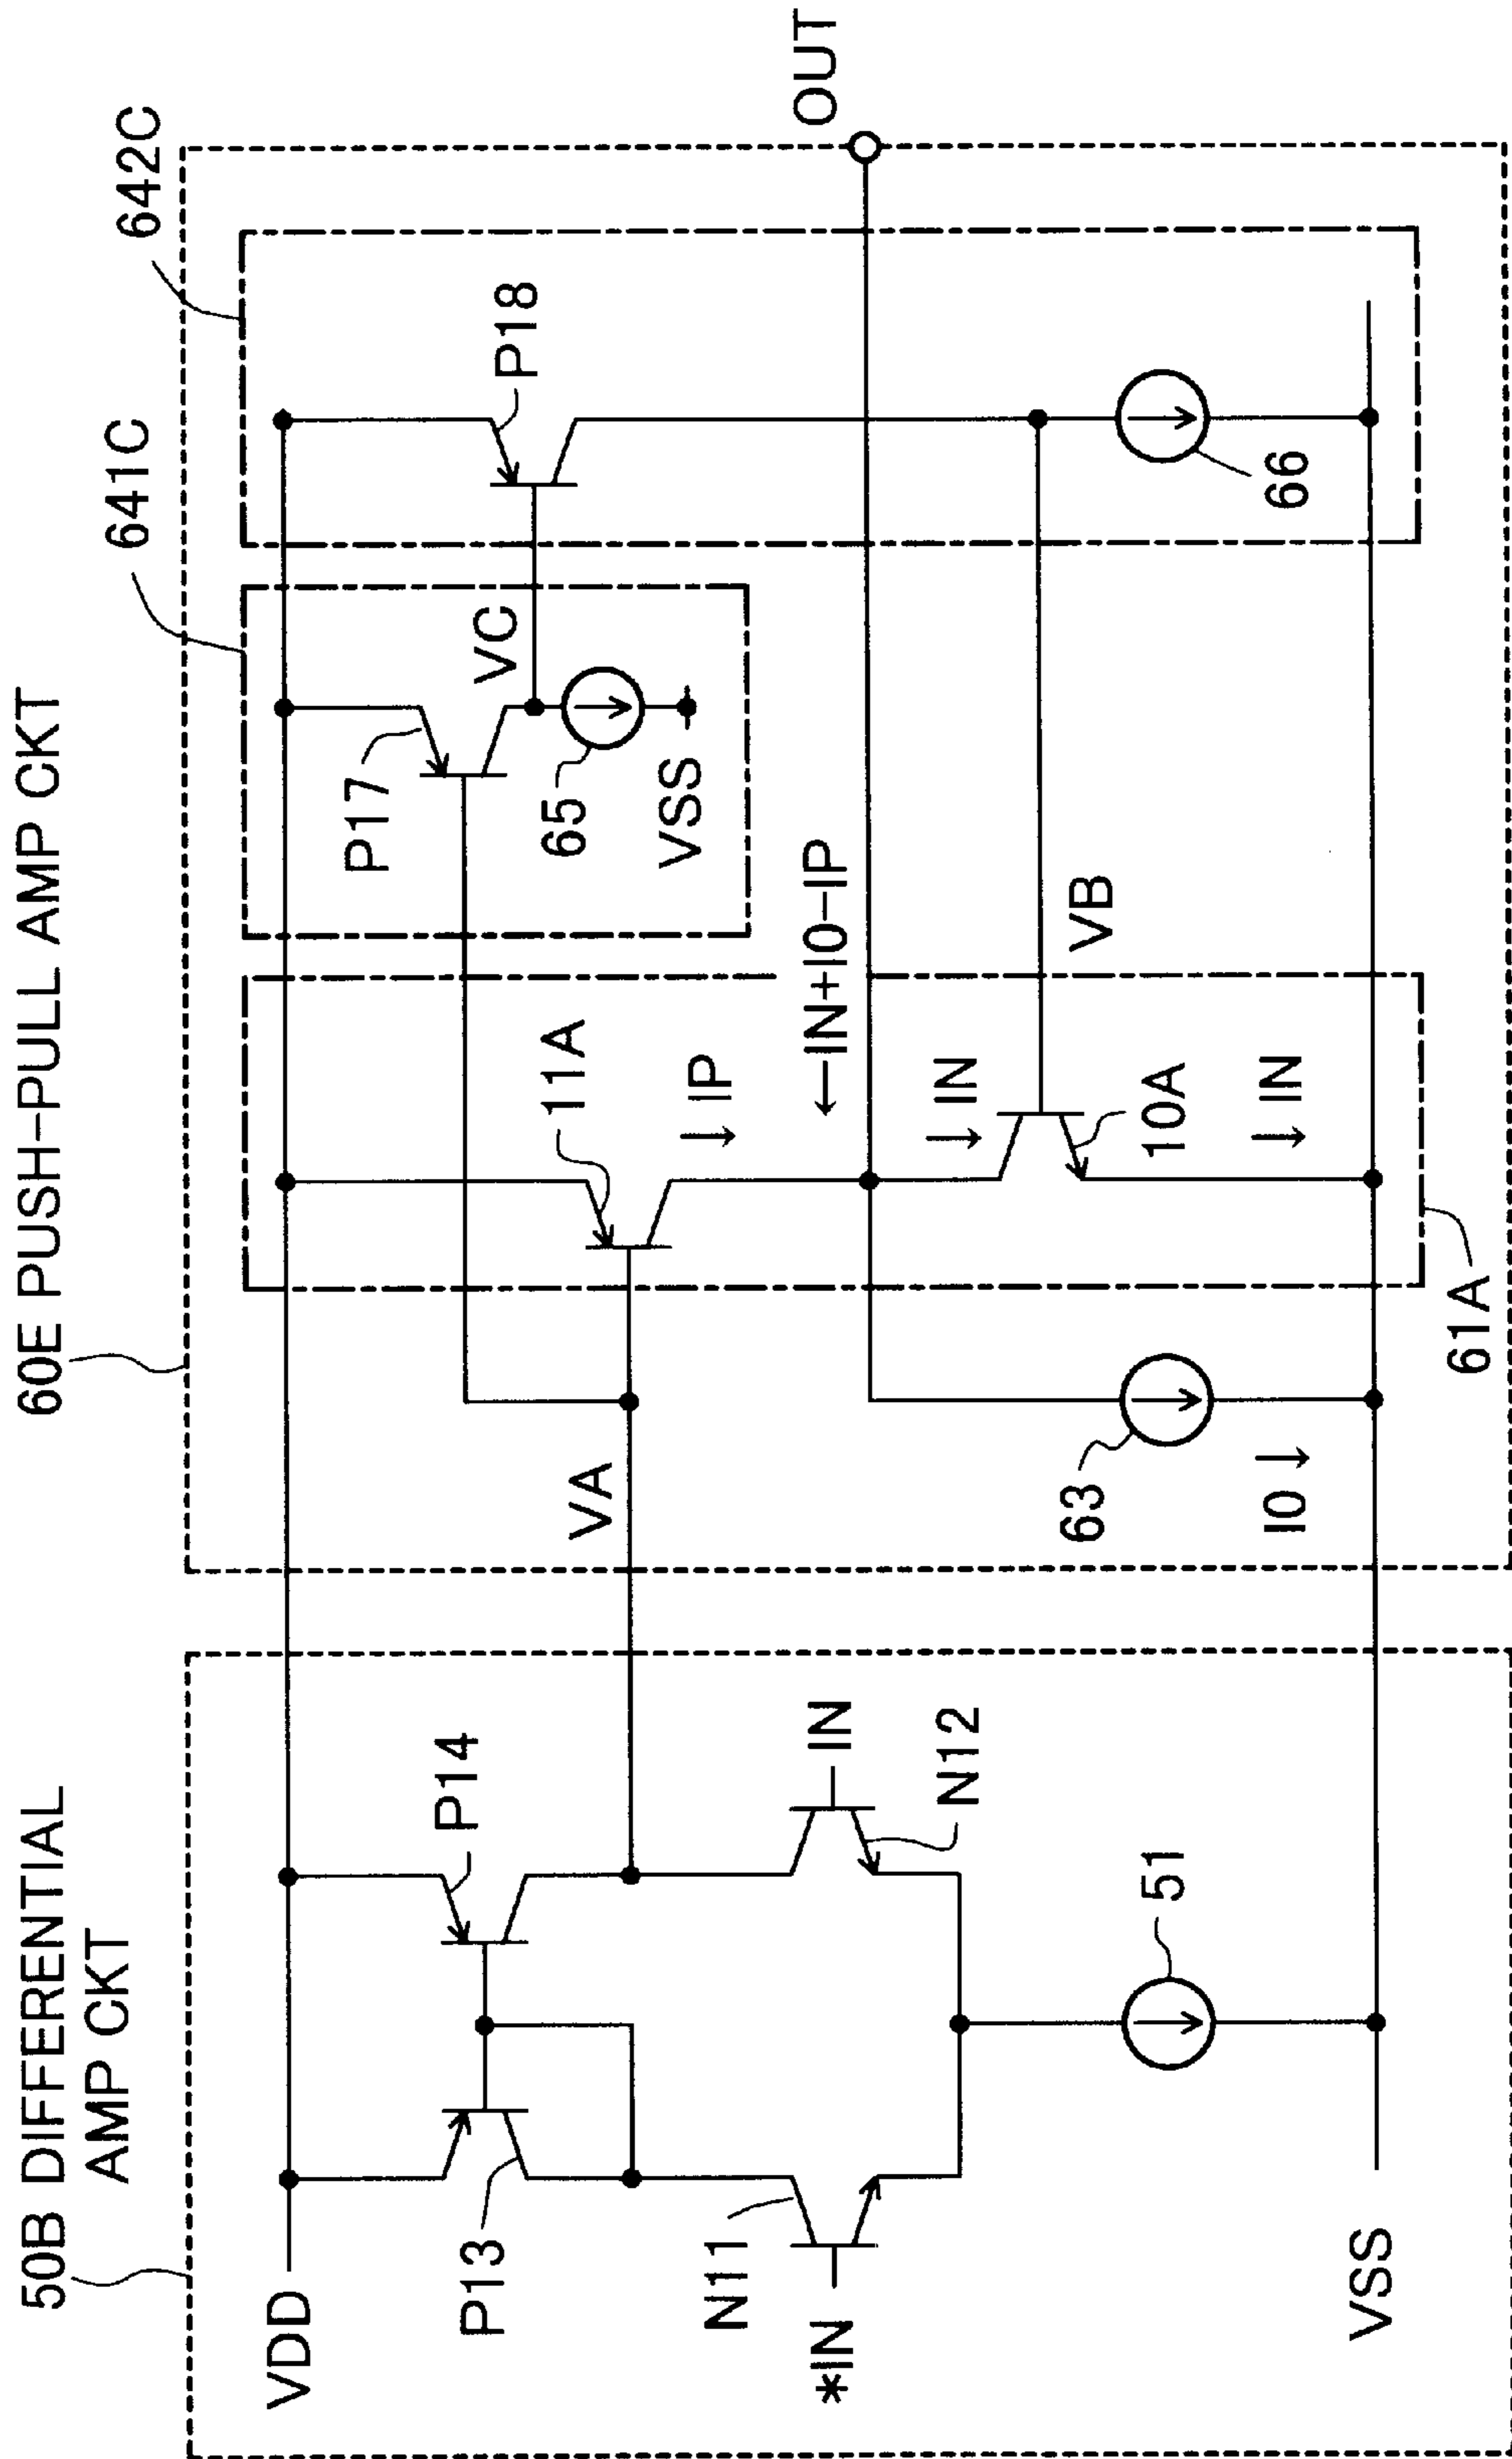 60E PUSH-PULL AMP CKT
50B DIFFERENTIAL
AMP CKT
641C
642C
VDD
P13
P14
VA
11A
IP
P17
VC
65
VSS
P18
OUT
←IN+I0-IP
*IN
N11
IN
N12
63
I0
IN
10A
IN
VB
66
51
VSS
61A